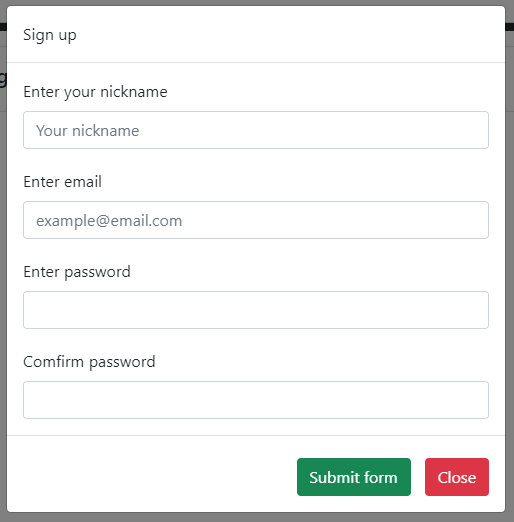 Sign up
Enter your nickname
Your nickname
Enter email
example@email.com
Enter password
Comfirm password
Submit form
Close